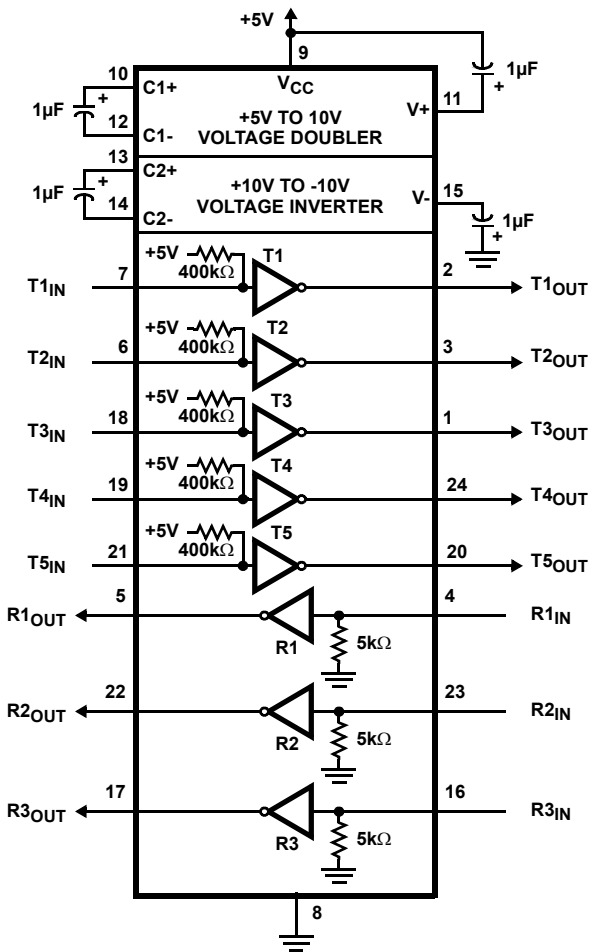 +5V
9
10
C1+
VCC
1µF
+
1µF
+
12
C1-
+5V TO 10V
VOLTAGE DOUBLER
V+
11
13
C2+
1µF
+
14
C2-
+10V TO -10V
VOLTAGE INVERTER
V-
15
1µF
+
T1IN
7
+5V
400kΩ
T1
2
T1OUT
T2IN
6
+5V
400kΩ
T2
3
T2OUT
T3IN
18
+5V
400kΩ
T3
1
T3OUT
T4IN
19
+5V
400kΩ
T4
24
T4OUT
T5IN
21
+5V
400kΩ
T5
20
T5OUT
R1OUT
5
R1
5kΩ
4
R1IN
R2OUT
22
R2
5kΩ
23
R2IN
R3OUT
17
R3
5kΩ
16
R3IN
8